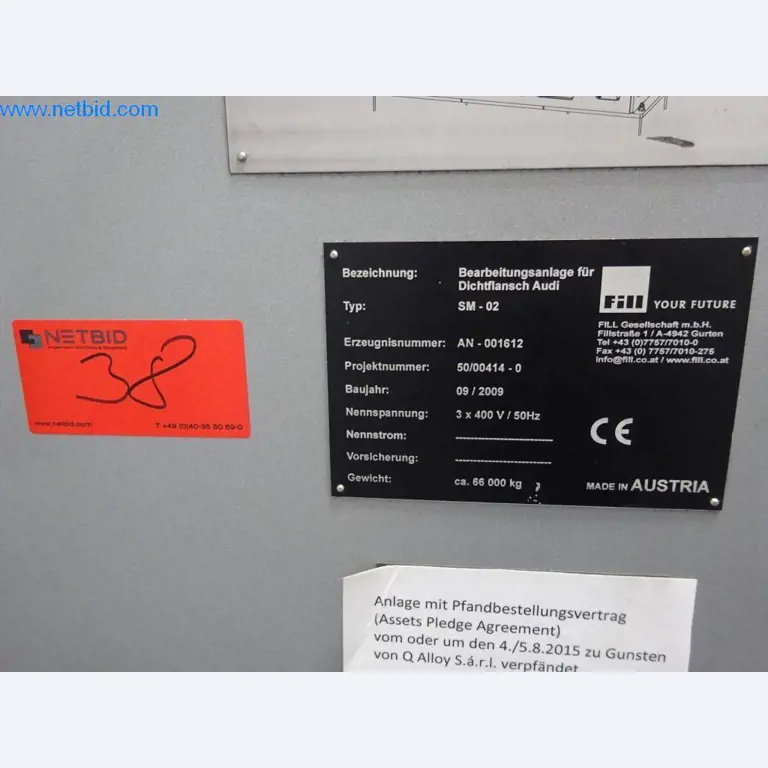 www.netbid.com
Bezeichnung: Bearbeitungsanlage für
Dichtflansch Audi
Typ: SM - 02
Erzeugnisnummer: AN - 001612
Projektnummer: 50/00414 - 0
Baujahr: 09 / 2009
Nennspannung: 3 x 400 V / 50Hz
Nennstrom:
Vorsicherung:
Gewicht: ca. 66 000 kg
Fill YOUR FUTURE
FILL Gesellschaft m.b.H.
Fillstraße 1 / A-4942 Gurten
Tel +43 (0)7757/7010-0
Fax +43 (0) 7757/7010-275
info@fill.co.at / www.fill.co.at
CE
MADE IN AUSTRIA
NETBID
38
www.netbid.com T +49 (0)40-35 50 59-0
Anlage mit Pfandbestellungsvertrag
(Assets Pledge Agreement)
vom oder um den 4./5.8.2015 zu Gunsten
von Q Alloy S.á.r.l. verpfändet